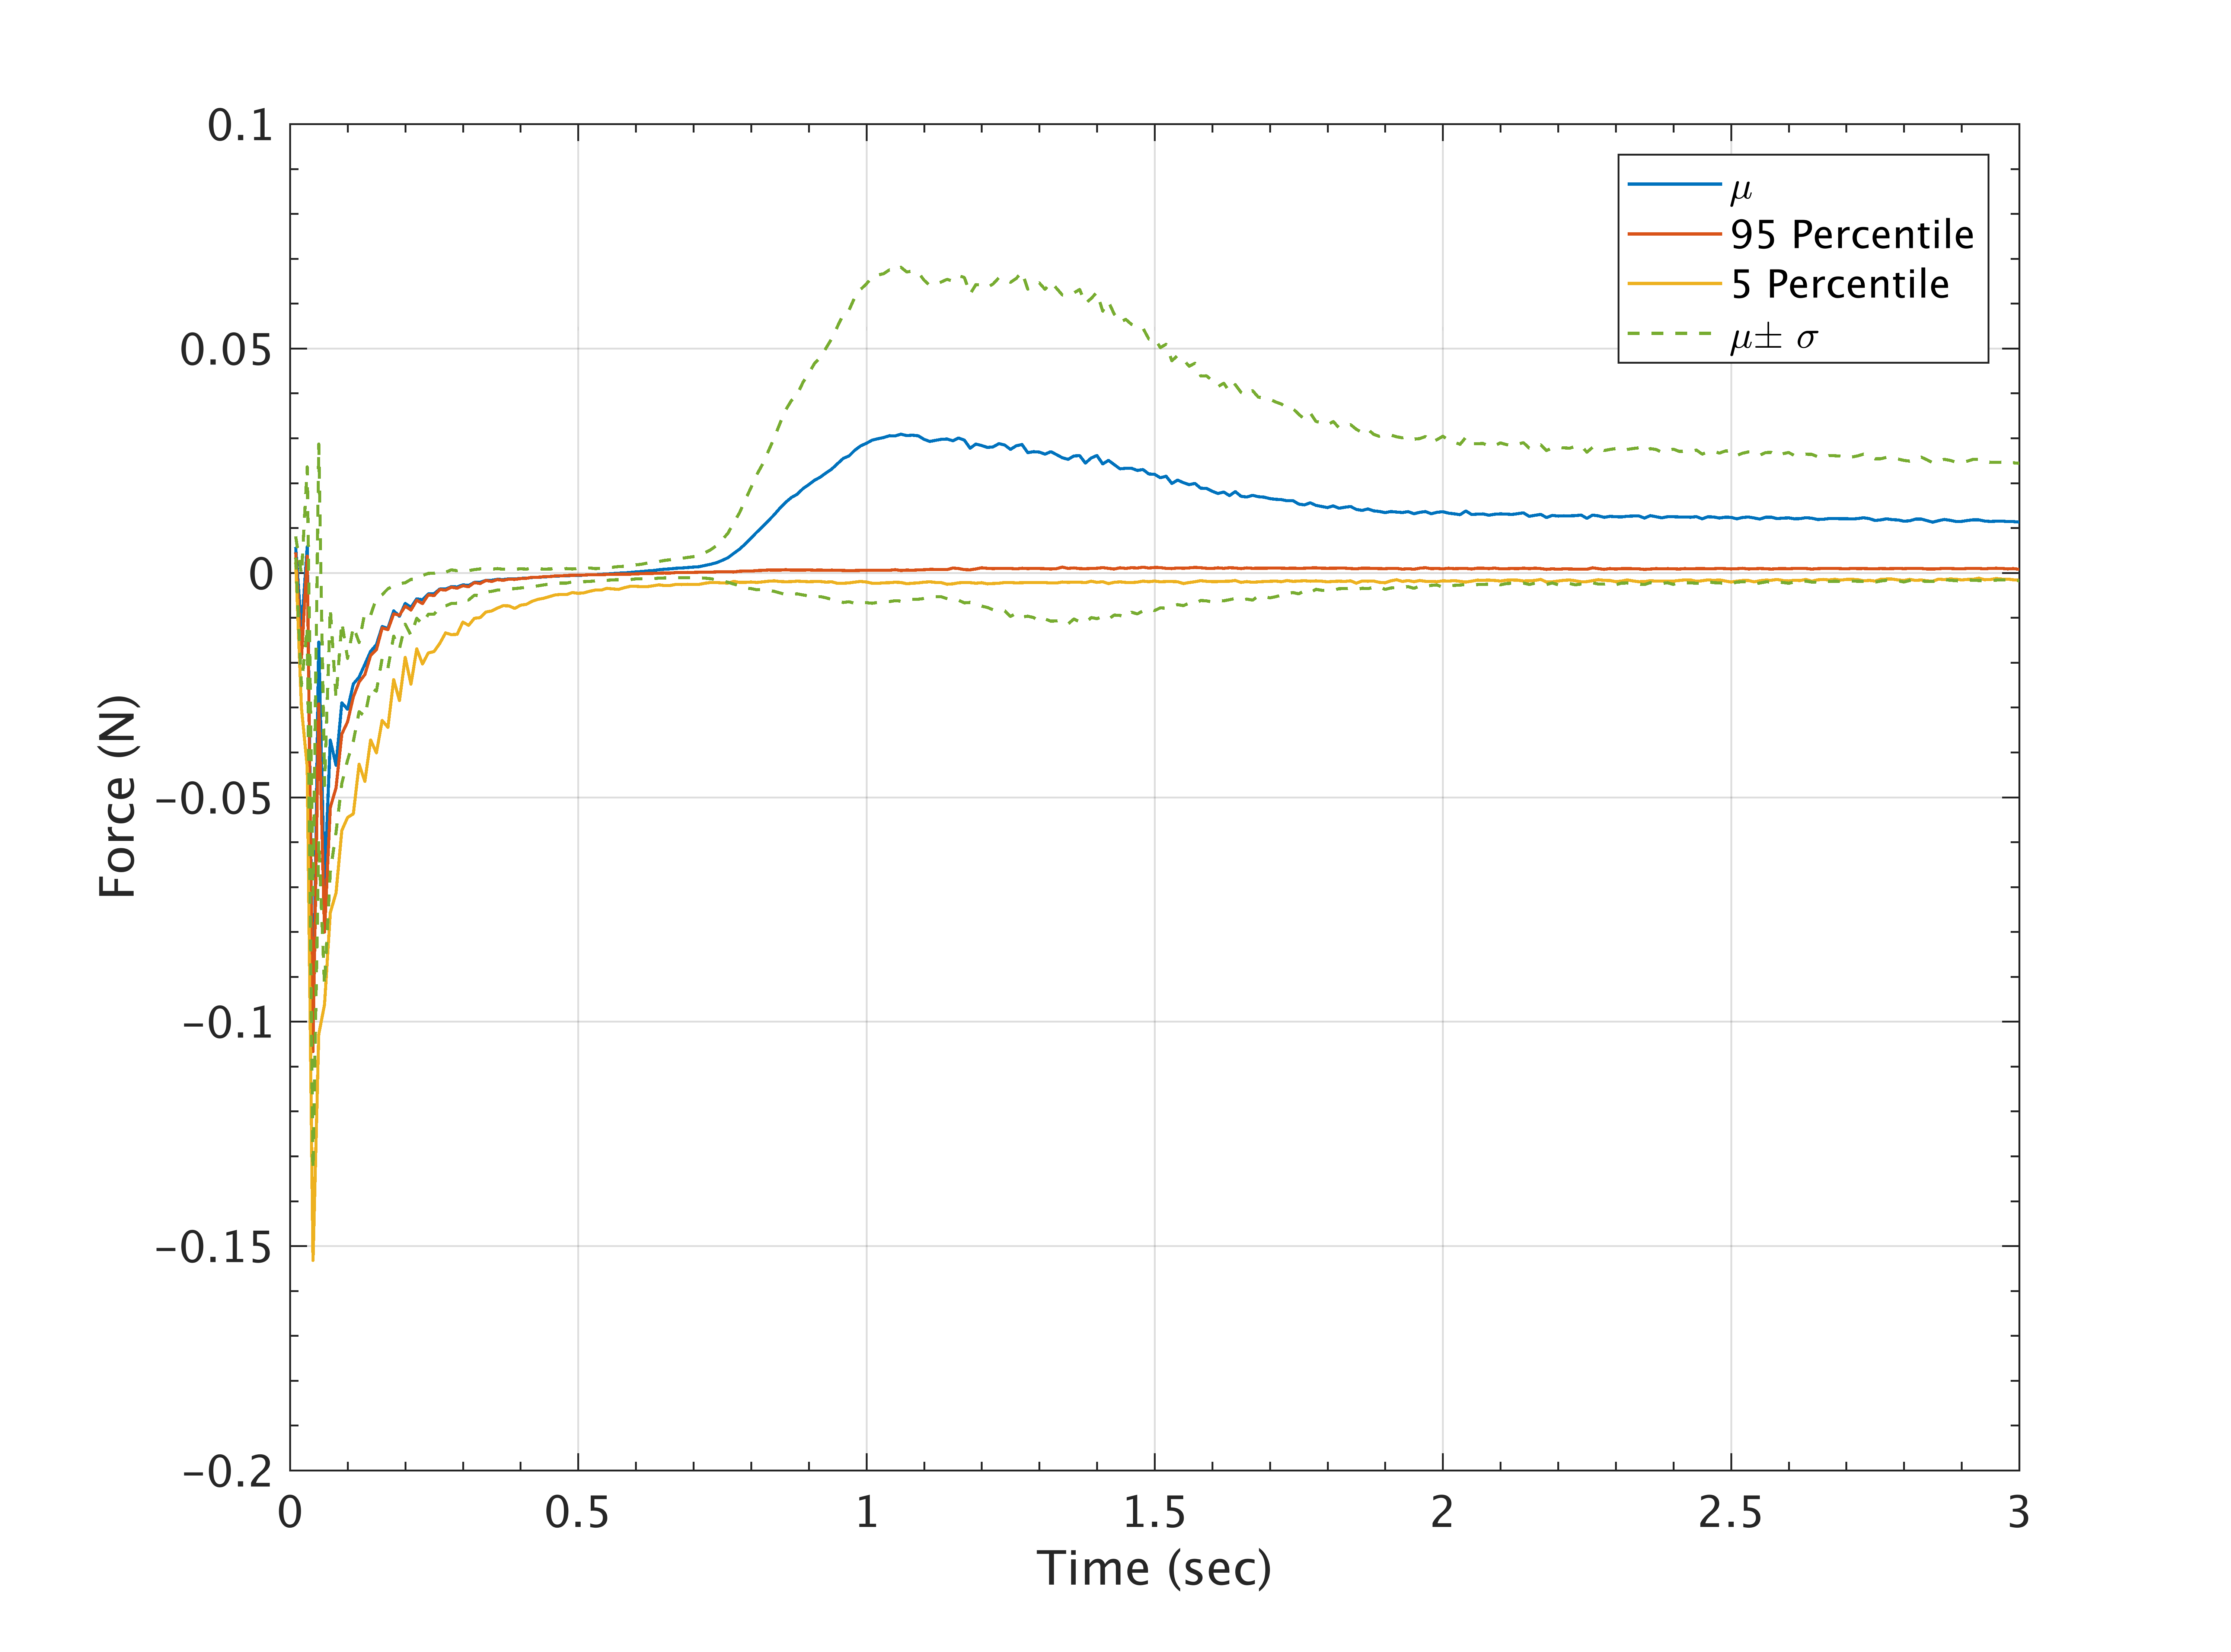 0.1
0.05
0
−0.05
−0.1
−0.15
−0.2
Force (N)
μ
95 Percentile
5 Percentile
μ± σ
0 0.5 1 1.5 2 2.5 3
Time (sec)